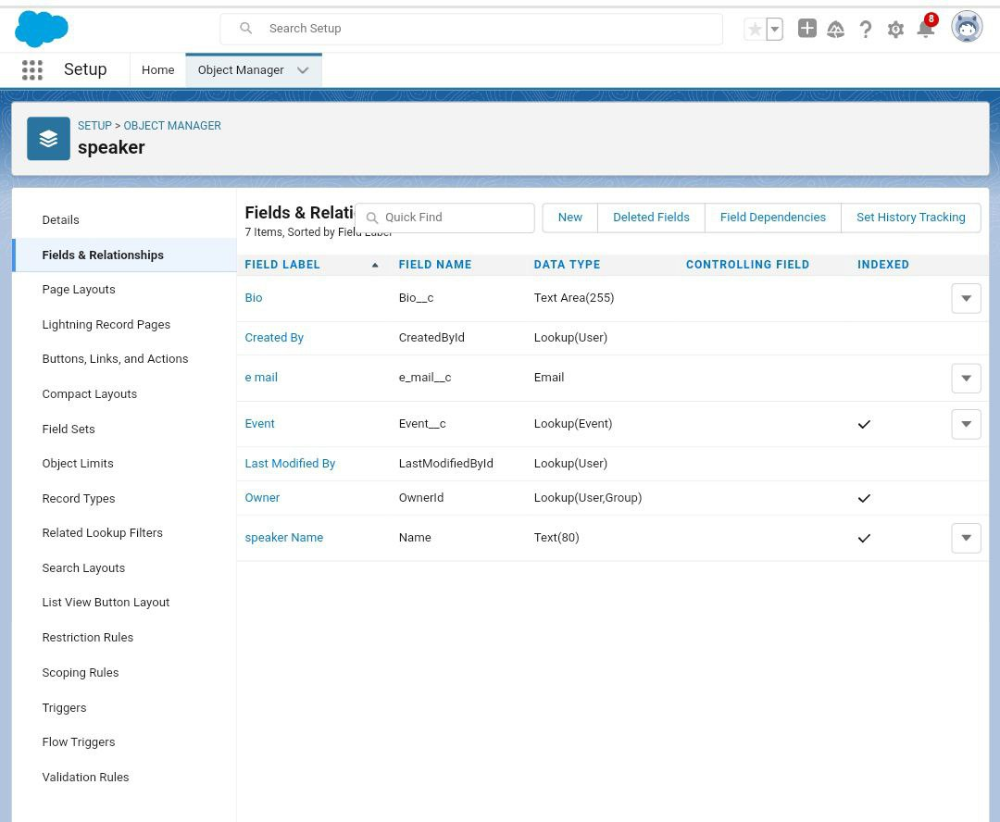 Search Setup
8
Setup
Home
Object Manager
SETUP > OBJECT MANAGER
speaker
Details
Fields & Relationships
Page Layouts
Lightning Record Pages
Buttons, Links, and Actions
Compact Layouts
Field Sets
Object Limits
Record Types
Related Lookup Filters
Search Layouts
List View Button Layout
Restriction Rules
Scoping Rules
Triggers
Flow Triggers
Validation Rules
Fields & Relati
7 Items, Sorted by Field Label
Quick Find
New
Deleted Fields
Field Dependencies
Set History Tracking
FIELD LABEL FIELD NAME DATA TYPE CONTROLLING FIELD INDEXED
Bio Bio__c Text Area(255)
Created By CreatedById Lookup(User)
e mail e_mail__c Email
Event Event__c Lookup(Event)
Last Modified By LastModifiedById Lookup(User)
Owner OwnerId Lookup(User,Group)
speaker Name Name Text(80)